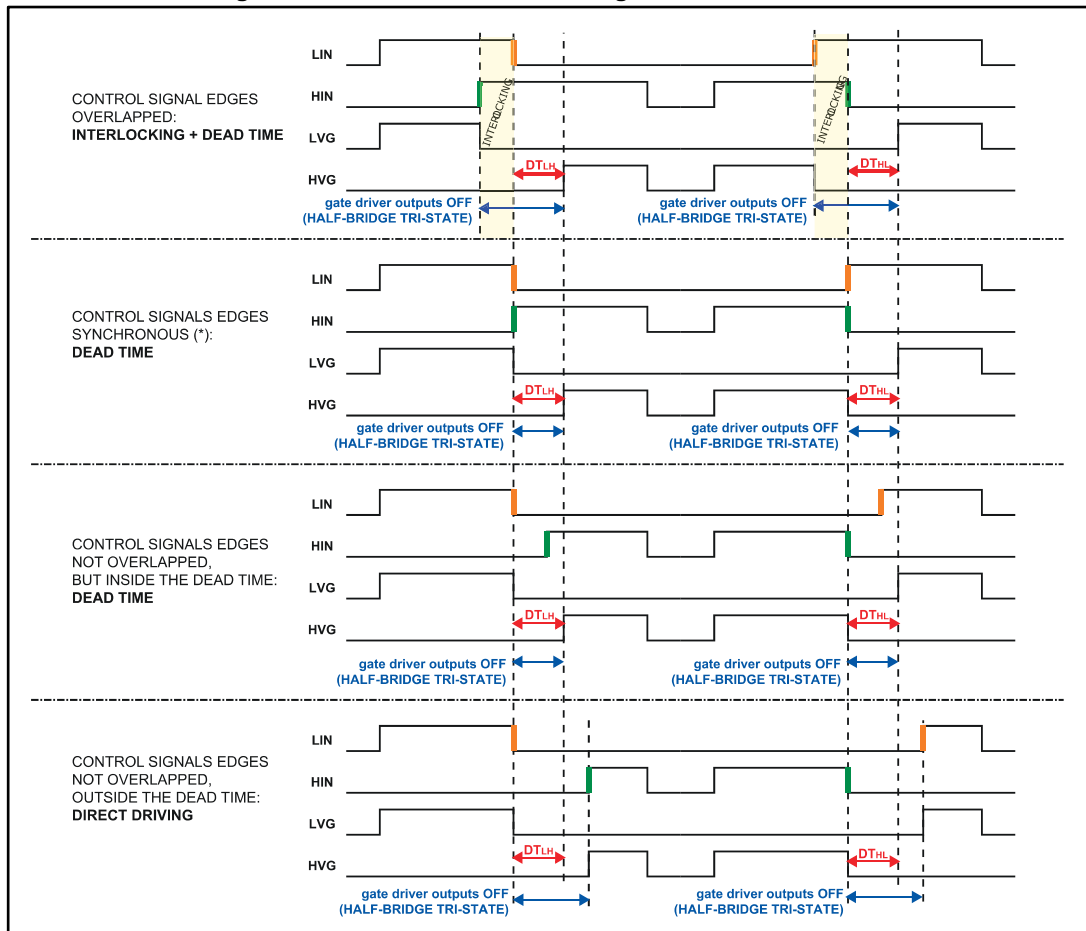 LIN
HIN
CONTROL SIGNAL EDGES
OVERLAPPED:
INTERLOCKING + DEAD TIME
LVG
HVG
INTERLOCKING
INTERLOCKING
DTLH
DTHL
gate driver outputs OFF
(HALF-BRIDGE TRI-STATE)
gate driver outputs OFF
(HALF-BRIDGE TRI-STATE)
LIN
HIN
CONTROL SIGNALS EDGES
SYNCHRONOUS (*):
DEAD TIME
LVG
HVG
DTLH
DTHL
gate driver outputs OFF
(HALF-BRIDGE TRI-STATE)
gate driver outputs OFF
(HALF-BRIDGE TRI-STATE)
LIN
HIN
CONTROL SIGNALS EDGES
NOT OVERLAPPED,
BUT INSIDE THE DEAD TIME:
DEAD TIME
LVG
HVG
DTLH
DTHL
gate driver outputs OFF
(HALF-BRIDGE TRI-STATE)
gate driver outputs OFF
(HALF-BRIDGE TRI-STATE)
LIN
HIN
CONTROL SIGNALS EDGES
NOT OVERLAPPED,
OUTSIDE THE DEAD TIME:
DIRECT DRIVING
LVG
HVG
DTLH
DTHL
gate driver outputs OFF
(HALF-BRIDGE TRI-STATE)
gate driver outputs OFF
(HALF-BRIDGE TRI-STATE)